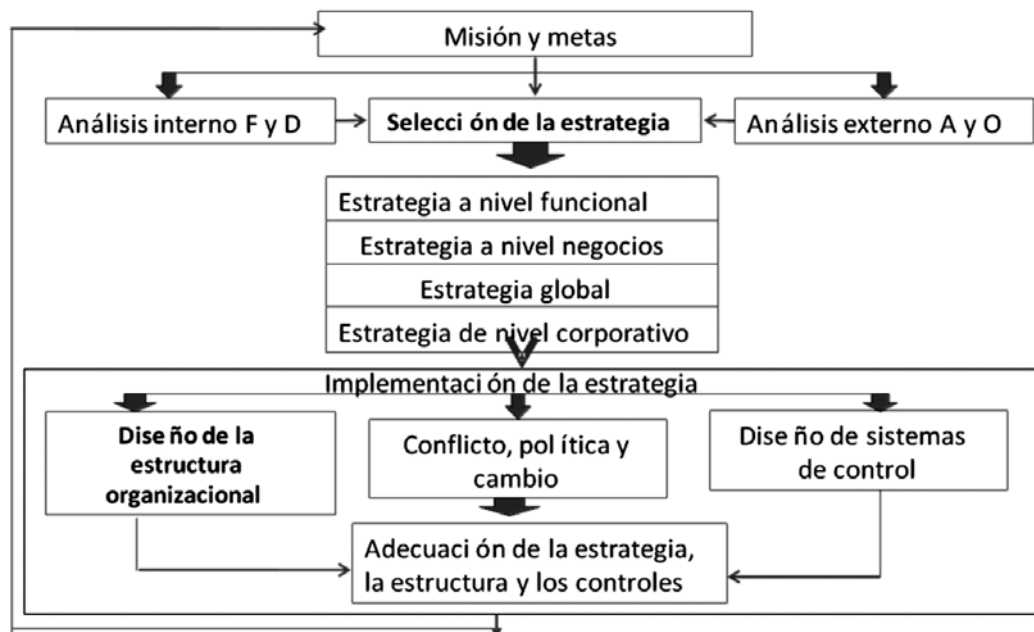 Misión y metas
Análisis interno F y D
Selecci ón de la estrategia
Análisis externo A y O
Estrategia a nivel funcional
Estrategia a nivel negocios
Estrategia global
Estrategia de nivel corporativo
Implementaci ón de la estrategia
Dise ño de la
estructura
organizacional
Conflicto, pol ítica y
cambio
Dise ño de sistemas
de control
Adecuaci ón de la estrategia,
la estructura y los controles